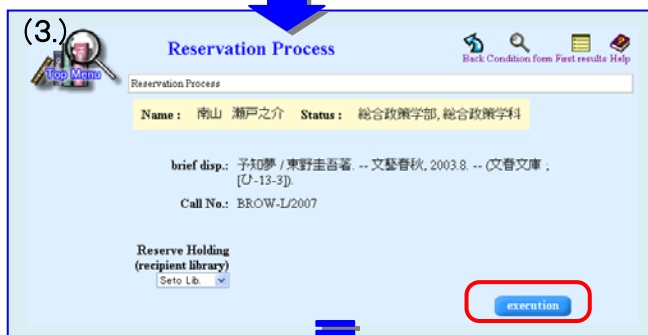 (3.)
Top Menu
Reservation Process
Back Condition form First results Help
Reservation Process
Name : 南山 瀬戸之介 Status : 総合政策学部,総合政策学科
brief disp.: 予知夢 / 東野圭吾著. -- 文藝春秋, 2003.8. -- (文春文庫 ;
[ひ-13-3]).
Call No.: BROW-L/2007
Reserve Holding
(recipient library)
Seto Lib.
execution